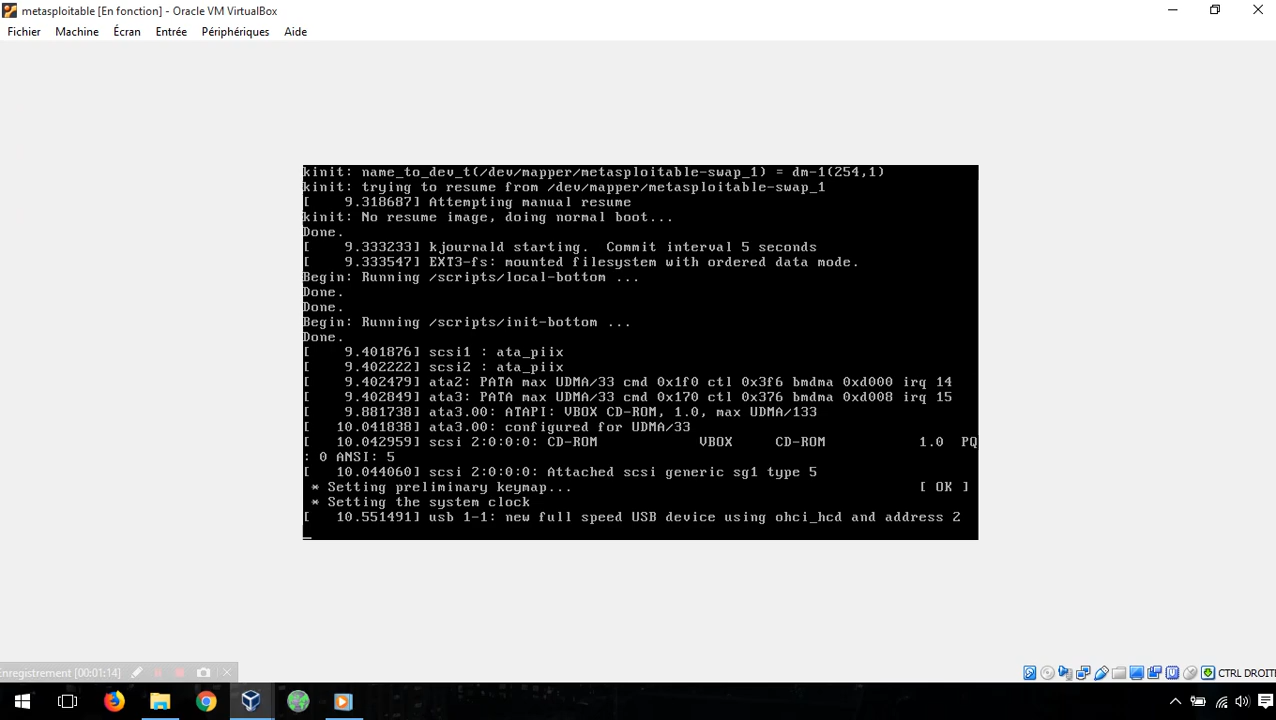 metasploitable [En fonction] - Oracle VM VirtualBox
Fichier Machine Écran Entrée Périphériques Aide
kinit: name_to_dev_t(/dev/mapper/metasploitable-swap_1) = dm-1(254,1)
kinit: trying to resume from /dev/mapper/metasploitable-swap_1
[    9.318687] Attempting manual resume
kinit: No resume image, doing normal boot...
Done.
[    9.333233] kjournald starting.  Commit interval 5 seconds
[    9.333547] EXT3-fs: mounted filesystem with ordered data mode.
Begin: Running /scripts/local-bottom ...
Done.
Done.
Begin: Running /scripts/init-bottom ...
Done.
[    9.401876] scsi1 : ata_piix
[    9.402222] scsi2 : ata_piix
[    9.402479] ata2: PATA max UDMA/33 cmd 0x1f0 ctl 0x3f6 bmdma 0xd000 irq 14
[    9.402849] ata3: PATA max UDMA/33 cmd 0x170 ctl 0x376 bmdma 0xd008 irq 15
[    9.881738] ata3.00: ATAPI: VBOX CD-ROM, 1.0, max UDMA/133
[   10.041838] ata3.00: configured for UDMA/33
[   10.042959] scsi 2:0:0:0: CD-ROM            VBOX     CD-ROM           1.0  PQ
: 0 ANSI: 5
[   10.044060] scsi 2:0:0:0: Attached scsi generic sg1 type 5
* Setting preliminary keymap... [ OK ]
* Setting the system clock
[   10.551491] usb 1-1: new full speed USB device using ohci_hcd and address 2
Enregistrement [00:01:14]
CTRL DROITE